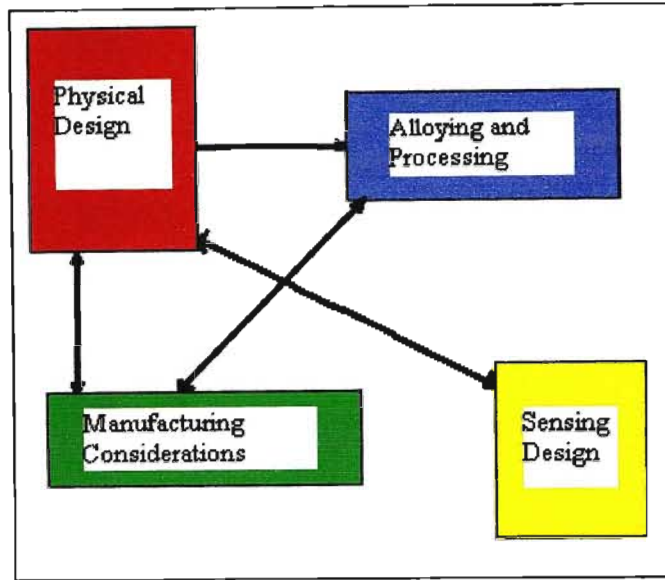 Physical
Design
Alloying and
Processing
Manufacturing
Considerations
Sensing
Design